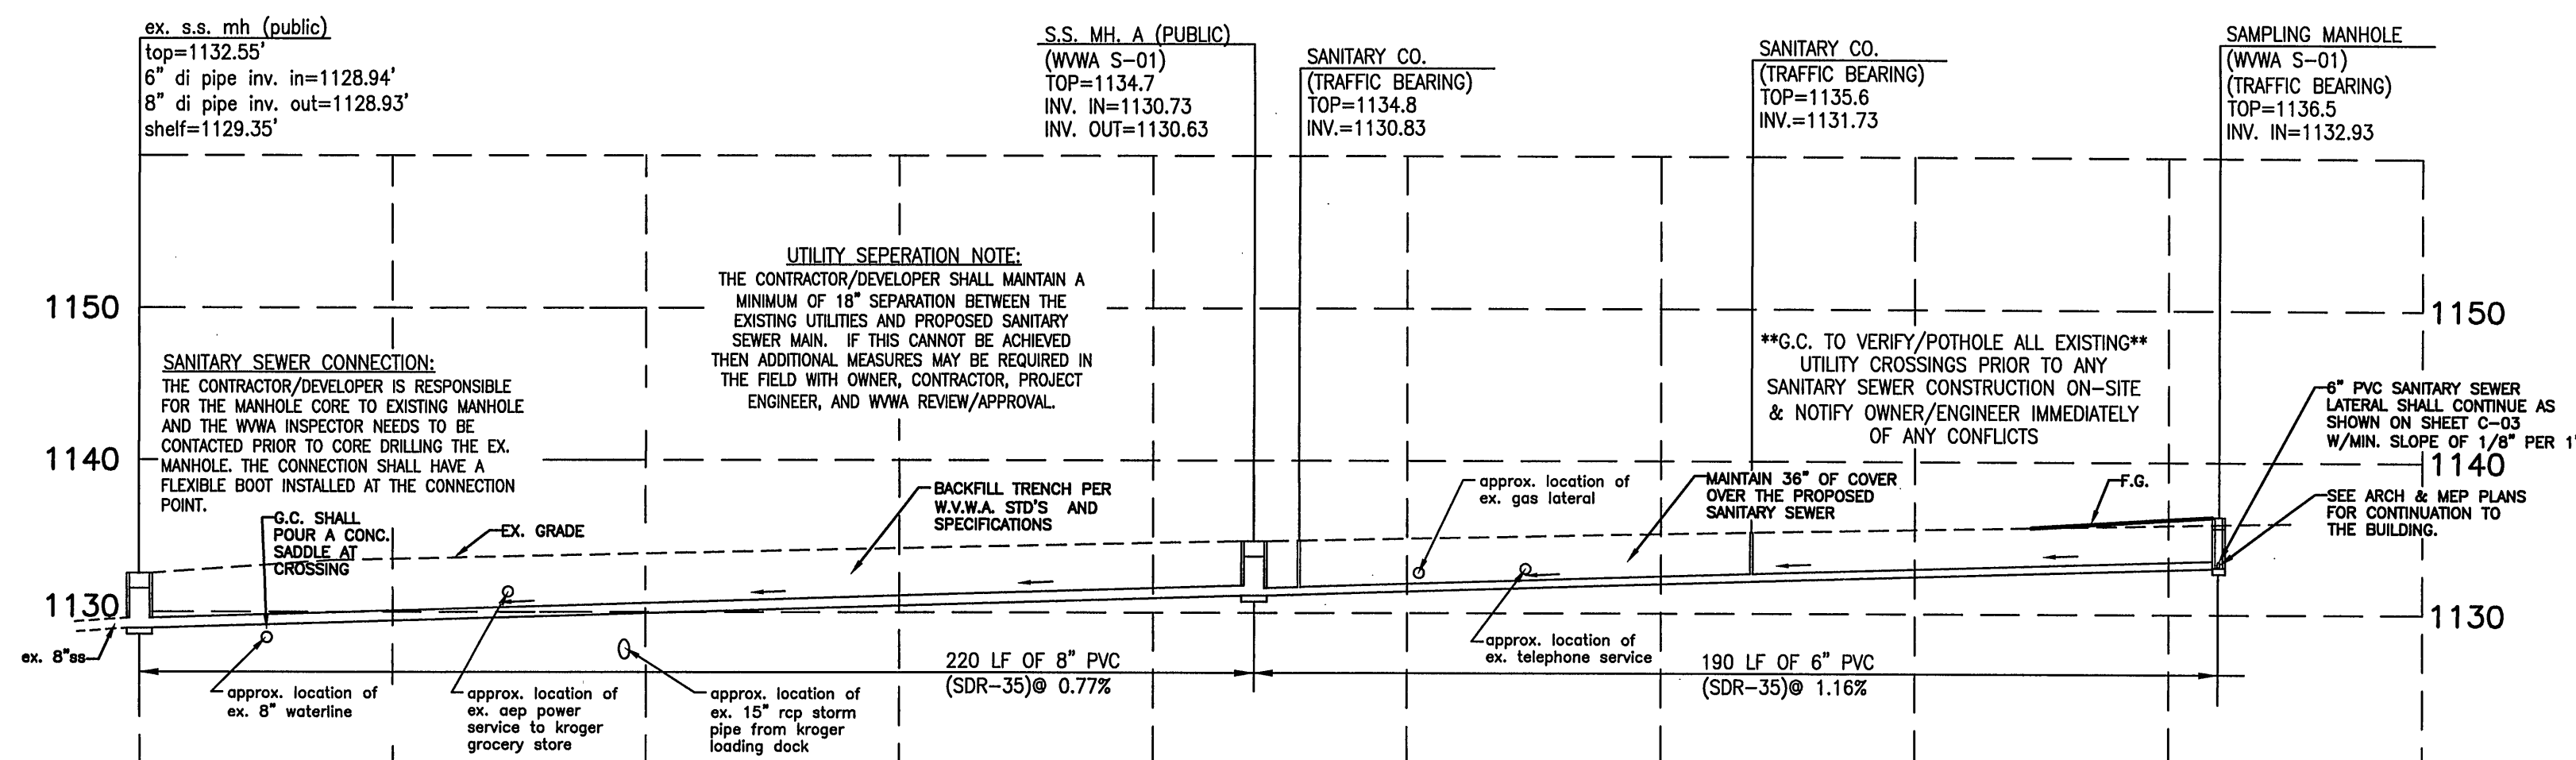 ex. s.s. mh (public)
top=1132.55'
6" di pipe inv. in=1128.94'
8" di pipe inv. out=1128.93'
shelf=1129.35'
S.S. MH. A (PUBLIC)
(WVWA S-01)
TOP=1134.7
INV. IN=1130.73
INV. OUT=1130.63
SANITARY CO.
(TRAFFIC BEARING)
TOP=1134.8
INV.=1130.83
SANITARY CO.
(TRAFFIC BEARING)
TOP=1135.6
INV.=1131.73
SAMPLING MANHOLE
(WVWA S-01)
(TRAFFIC BEARING)
TOP=1136.5
INV. IN=1132.93
1150
1140
1130
1150
1140
1130
SANITARY SEWER CONNECTION:
THE CONTRACTOR/DEVELOPER IS RESPONSIBLE
FOR THE MANHOLE CORE TO EXISTING MANHOLE
AND THE WVWA INSPECTOR NEEDS TO BE
CONTACTED PRIOR TO CORE DRILLING THE EX.
MANHOLE. THE CONNECTION SHALL HAVE A
FLEXIBLE BOOT INSTALLED AT THE CONNECTION
POINT.
UTILITY SEPERATION NOTE:
THE CONTRACTOR/DEVELOPER SHALL MAINTAIN A
MINIMUM OF 18" SEPARATION BETWEEN THE
EXISTING UTILITIES AND PROPOSED SANITARY
SEWER MAIN. IF THIS CANNOT BE ACHIEVED
THEN ADDITIONAL MEASURES MAY BE REQUIRED IN
THE FIELD WITH OWNER, CONTRACTOR, PROJECT
ENGINEER, AND WVWA REVIEW/APPROVAL.
**G.C. TO VERIFY/POTHOLE ALL EXISTING**
UTILITY CROSSINGS PRIOR TO ANY
SANITARY SEWER CONSTRUCTION ON-SITE
& NOTIFY OWNER/ENGINEER IMMEDIATELY
OF ANY CONFLICTS
6" PVC SANITARY SEWER
LATERAL SHALL CONTINUE AS
SHOWN ON SHEET C-03
W/MIN. SLOPE OF 1/8" PER 1'
SEE ARCH & MEP PLANS
FOR CONTINUATION TO
THE BUILDING.
G.C. SHALL
POUR A CONC.
SADDLE AT
CROSSING
EX. GRADE
BACKFILL TRENCH PER
W.V.W.A. STD'S AND
SPECIFICATIONS
approx. location of
ex. gas lateral
MAINTAIN 36" OF COVER
OVER THE PROPOSED
SANITARY SEWER
F.G.
ex. 8"ss
approx. location of
ex. 8" waterline
approx. location of
ex. aep power
service to kroger
grocery store
approx. location of
ex. 15" rcp storm
pipe from kroger
loading dock
220 LF OF 8" PVC
(SDR-35)@ 0.77%
approx. location of
ex. telephone service
190 LF OF 6" PVC
(SDR-35)@ 1.16%